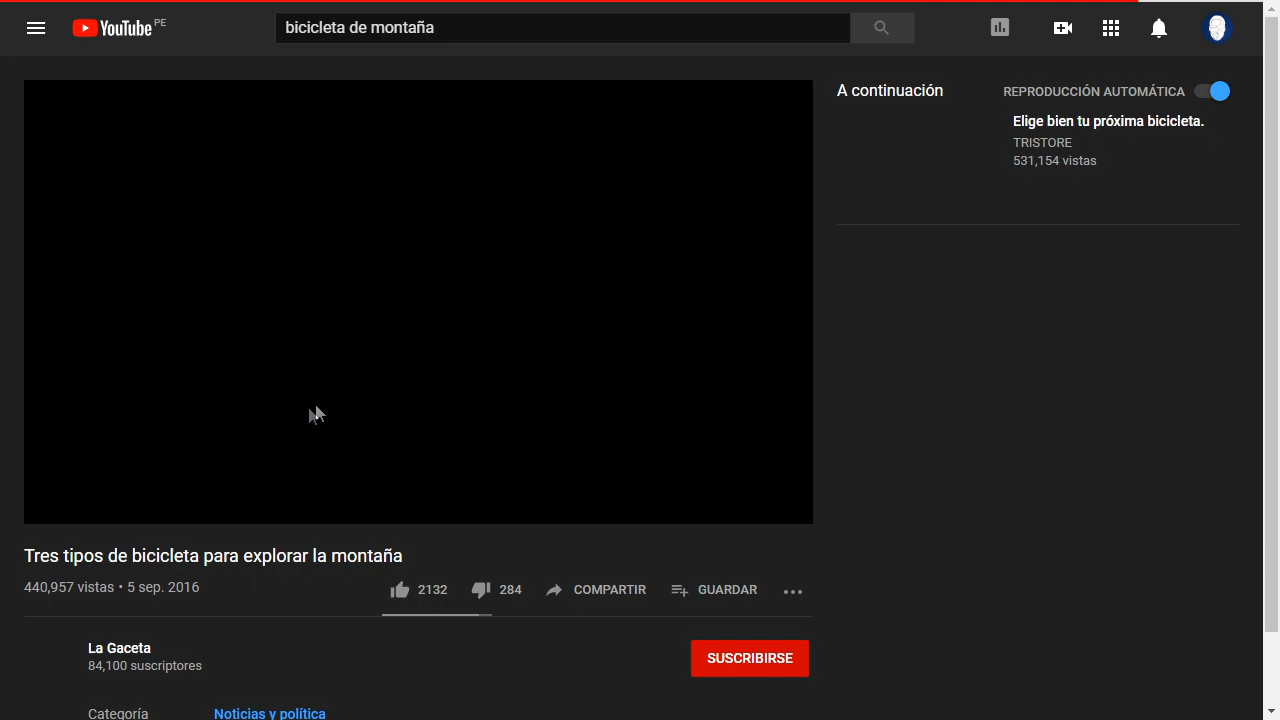 YouTube PE
bicicleta de montaña
A continuación
REPRODUCCIÓN AUTOMÁTICA
Elige bien tu próxima bicicleta.
TRISTORE
531,154 vistas
Tres tipos de bicicleta para explorar la montaña
440,957 vistas • 5 sep. 2016
2132
284
COMPARTIR
GUARDAR
La Gaceta
84,100 suscriptores
SUSCRIBIRSE
Categoría
Noticias y política